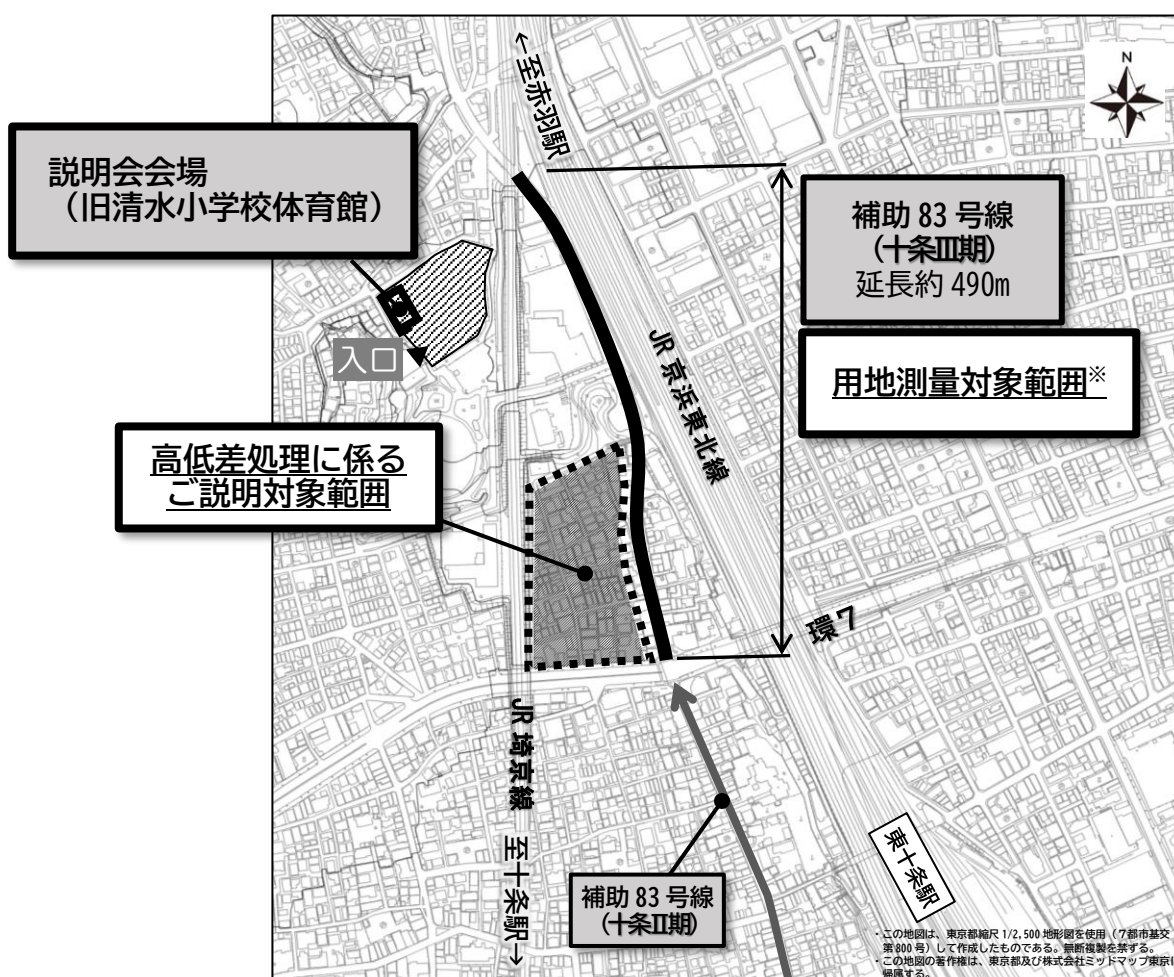 N
←至赤羽駅
説明会会場
（旧清水小学校体育館）
入口
補助 83 号線
(十条Ⅲ期)
延長約 490m
用地測量対象範囲※
JR 京浜東北線
高低差処理に係る
ご説明対象範囲
環７
JR 埼京線 至十条駅→
補助 83 号線
(十条Ⅱ期)
東十条駅
・この地図は、東京都縮尺 1/2,500 地形図を使用（７都市基交
第 800 号）して作成したものである。無断複製を禁ずる。
・この地図の著作権は、東京都及び株式会社ミッドマップ東京に
帰属する。